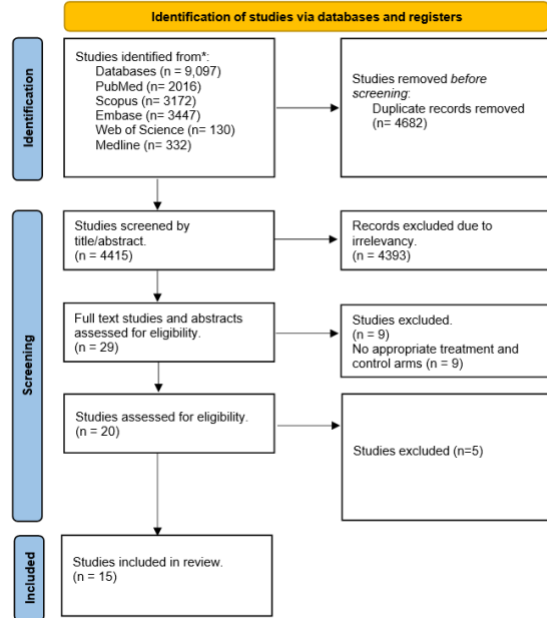 Identification of studies via databases and registers
Identification
Studies identified from*:
Databases (n = 9,097)
PubMed (n= 2016)
Scopus (n= 3172)
Embase (n= 3447)
Web of Science (n= 130)
Medline (n= 332)
Studies removed before
screening:
Duplicate records removed
(n= 4682)
Screening
Studies screened by
title/abstract.
(n = 4415)
Records excluded due to
irrelevancy.
(n = 4393)
Full text studies and abstracts
assessed for eligibility.
(n = 29)
Studies excluded.
(n = 9)
No appropriate treatment and
control arms (n = 9)
Studies assessed for eligibility.
(n = 20)
Studies excluded (n=5)
Included
Studies included in review.
(n = 15)